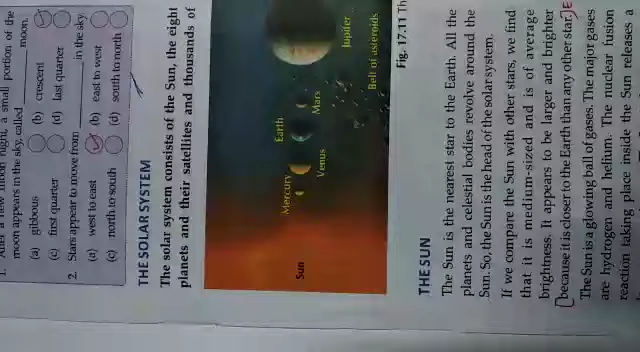 1. After a new moon night, a small portion of the
moon appears in the sky, called ________ moon.
(a) gibbous (b) crescent
(c) first quarter (d) last quarter
2. Stars appear to move from ________ in the sky.
(a) west to east (b) east to west
(c) north to south (d) south to north
THE SOLAR SYSTEM
The solar system consists of the Sun, the eight
planets and their satellites and thousands of
Sun
Mercury
Venus
Earth
Mars
Jupiter
Belt of asteroids
Fig. 17.11 Th
THE SUN
The Sun is the nearest star to the Earth. All the
planets and celestial bodies revolve around the
Sun. So, the Sun is the head of the solar system.
If we compare the Sun with other stars, we find
that it is medium-sized and is of average
brightness. It appears to be larger and brighter
because it is closer to the Earth than any other star.
The Sun is a glowing ball of gases. The major gases
are hydrogen and helium. The nuclear fusion
reaction taking place inside the Sun releases a